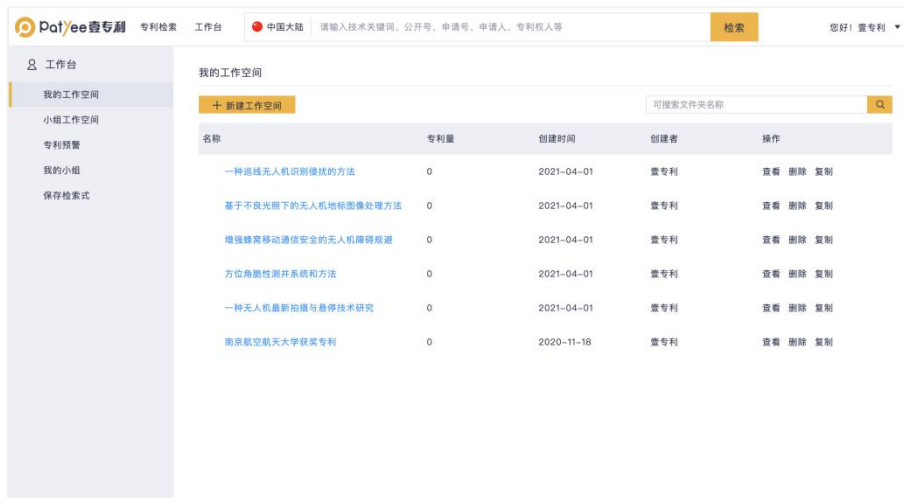 Patyee壹专利 专利检索 工作台 中国大陆 请输入技术关键词、公开号、申请号、申请人、专利权人等 检索 您好！壹专利
工作台
我的工作空间
小组工作空间
专利预警
我的小组
保存检索式
我的工作空间
新建工作空间 可搜索文件夹名称
名称 专利量 创建时间 创建者 操作
一种巡线无人机识别侵扰的方法 0 2021-04-01 壹专利 查看 删除 复制
基于不良光照下的无人机地标图像处理方法 0 2021-04-01 壹专利 查看 删除 复制
增强蜂窝移动通信安全的无人机障碍规避 0 2021-04-01 壹专利 查看 删除 复制
方位角脆性测井系统和方法 0 2021-04-01 壹专利 查看 删除 复制
一种无人机最新拍摄与悬停技术研究 0 2021-04-01 壹专利 查看 删除 复制
南京航空航天大学获奖专利 0 2020-11-18 壹专利 查看 删除 复制